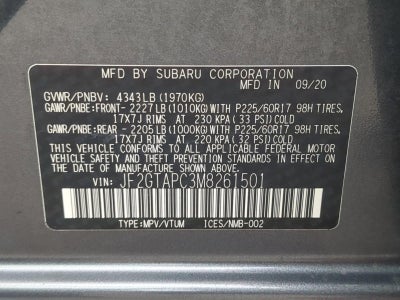 MFD BY SUBARU CORPORATION
MFD IN 09/20
GVWR/PNBV: 4343LB (1970KG)
GAWR/PNBE:FRONT- 2227LB (1010KG)WITH P225/60R17 98H TIRES,
17X7J RIMS AT 230 KPA( 33 PSI)COLD
GAWR/PNBE:REAR - 2205LB (1000KG)WITH P225/60R17 98H TIRES,
17X7J RIMS AT 220 KPA( 32 PSI)COLD
THIS VEHICLE CONFORMS TO ALL APPLICABLE
FEDERAL MOTOR VEHICLE SAFETY, BUMPER, AND
THEFT PREVENTION STANDARDS IN EFFECT ON THE
DATE OF MANUFACTURE SHOWN ABOVE.
VIN: JF2GTAPC3M8261501
TYPE:MPV/VTUM ICES/NMB-002